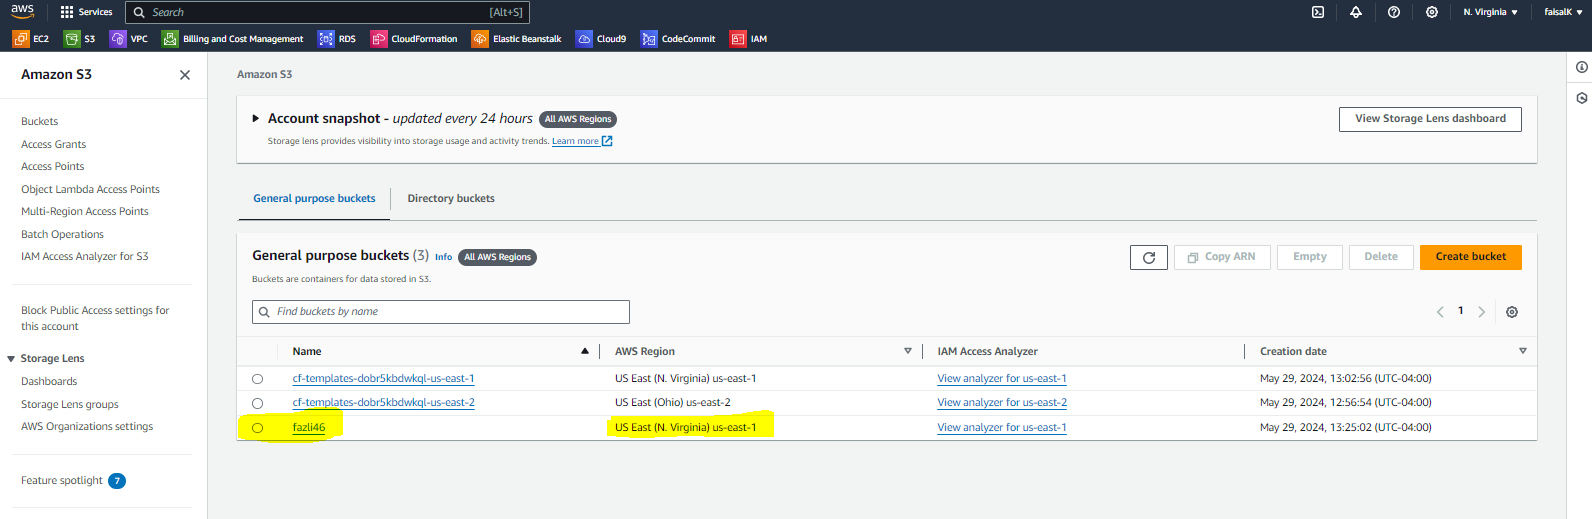 aws Services Search [Alt+S] N. Virginia faisalK
EC2 S3 VPC Billing and Cost Management RDS CloudFormation Elastic Beanstalk Cloud9 CodeCommit IAM
Amazon S3
Buckets
Access Grants
Access Points
Object Lambda Access Points
Multi-Region Access Points
Batch Operations
IAM Access Analyzer for S3
Block Public Access settings for
this account
Storage Lens
Dashboards
Storage Lens groups
AWS Organizations settings
Feature spotlight 7
Amazon S3
Account snapshot - updated every 24 hours All AWS Regions View Storage Lens dashboard
Storage lens provides visibility into storage usage and activity trends. Learn more
General purpose buckets Directory buckets
General purpose buckets (3) Info All AWS Regions Copy ARN Empty Delete Create bucket
Buckets are containers for data stored in S3.
Find buckets by name 1
Name AWS Region IAM Access Analyzer Creation date
cf-templates-dobr5kbdwkql-us-east-1 US East (N. Virginia) us-east-1 View analyzer for us-east-1 May 29, 2024, 13:02:56 (UTC-04:00)
cf-templates-dobr5kbdwkql-us-east-2 US East (Ohio) us-east-2 View analyzer for us-east-2 May 29, 2024, 12:56:54 (UTC-04:00)
fazli46 US East (N. Virginia) us-east-1 View analyzer for us-east-1 May 29, 2024, 13:25:02 (UTC-04:00)